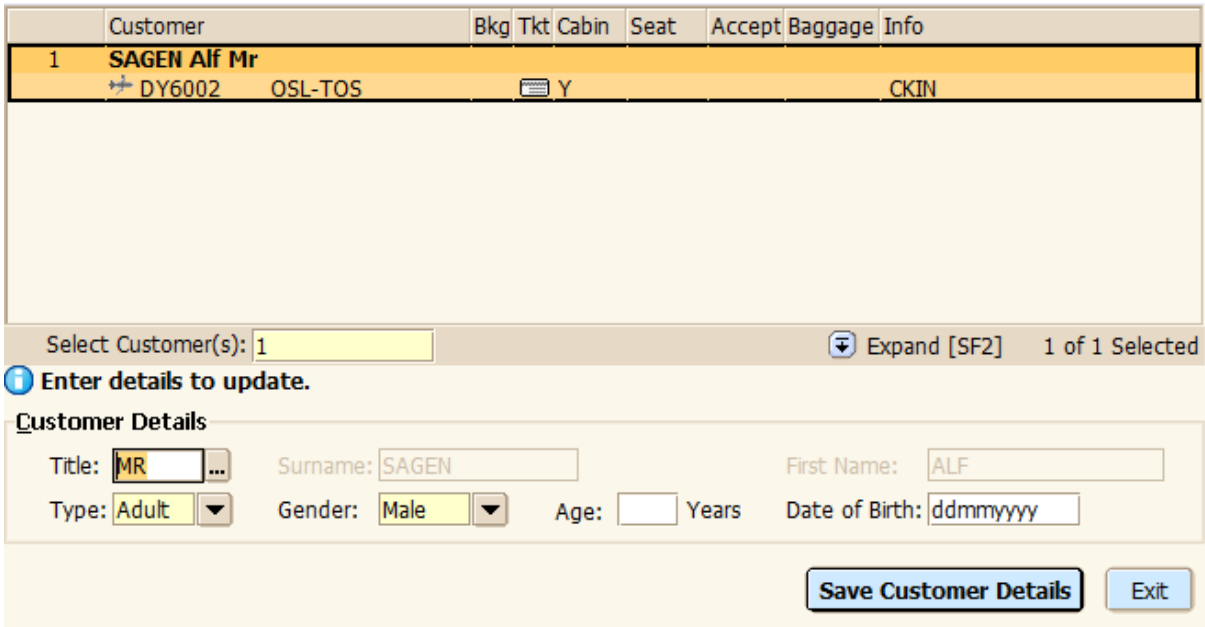 Customer Bkg Tkt Cabin Seat Accept Baggage Info
1 SAGEN Alf Mr
DY6002 OSL-TOS Y CKIN
Select Customer(s): 1 Expand [SF2] 1 of 1 Selected
Enter details to update.
Customer Details
Title: MR ... Surname: SAGEN First Name: ALF
Type: Adult Gender: Male Age: Years Date of Birth: ddmmyyyy
Save Customer Details Exit